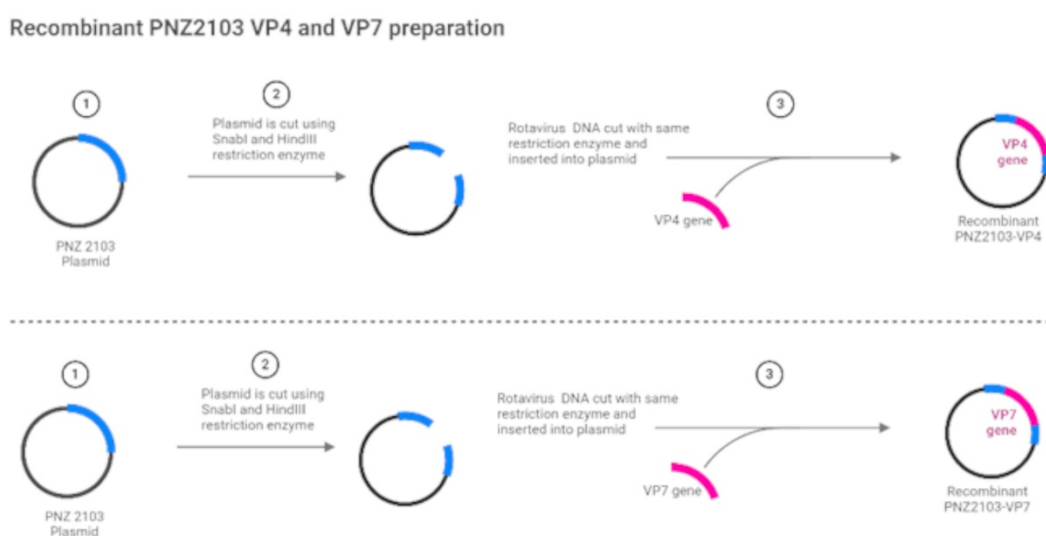 Recombinant PNZ2103 VP4 and VP7 preparation
1
2
3
Plasmid is cut using
SnabI and HindIII
restriction enzyme
Rotavirus DNA cut with same
restriction enzyme and
inserted into plasmid
VP4
gene
VP4 gene
PNZ 2103
Plasmid
Recombinant
PNZ2103-VP4
1
2
3
Plasmid is cut using
SnabI and HindIII
restriction enzyme
Rotavirus DNA cut with same
restriction enzyme and
inserted into plasmid
VP7
gene
VP7 gene
PNZ 2103
Plasmid
Recombinant
PNZ2103-VP7